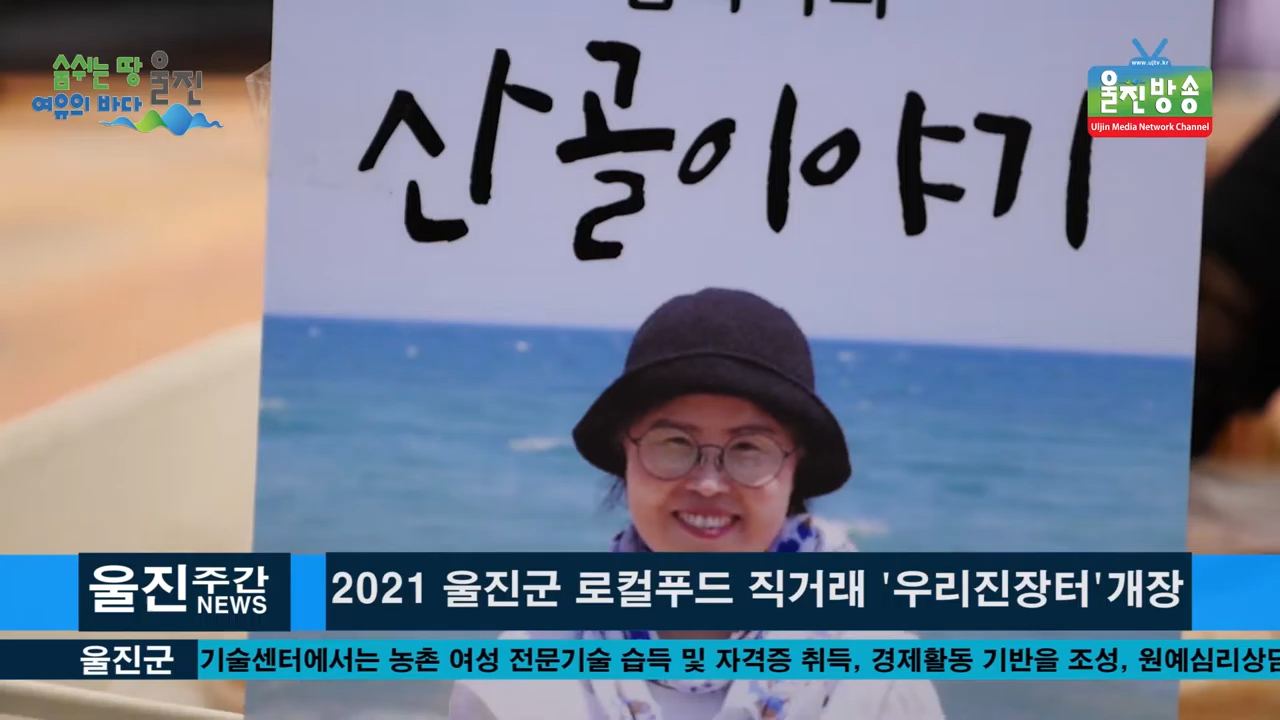 숨쉬는 땅
여유의 바다
울진
www.ujtv.kr
울진방송
Uljin Media Network Channel
산골이야기
울진주간
NEWS
2021 울진군 로컬푸드 직거래 '우리진장터'개장
울진군
기술센터에서는 농촌 여성 전문기술 습득 및 자격증 취득, 경제활동 기반을 조성, 원예심리상담